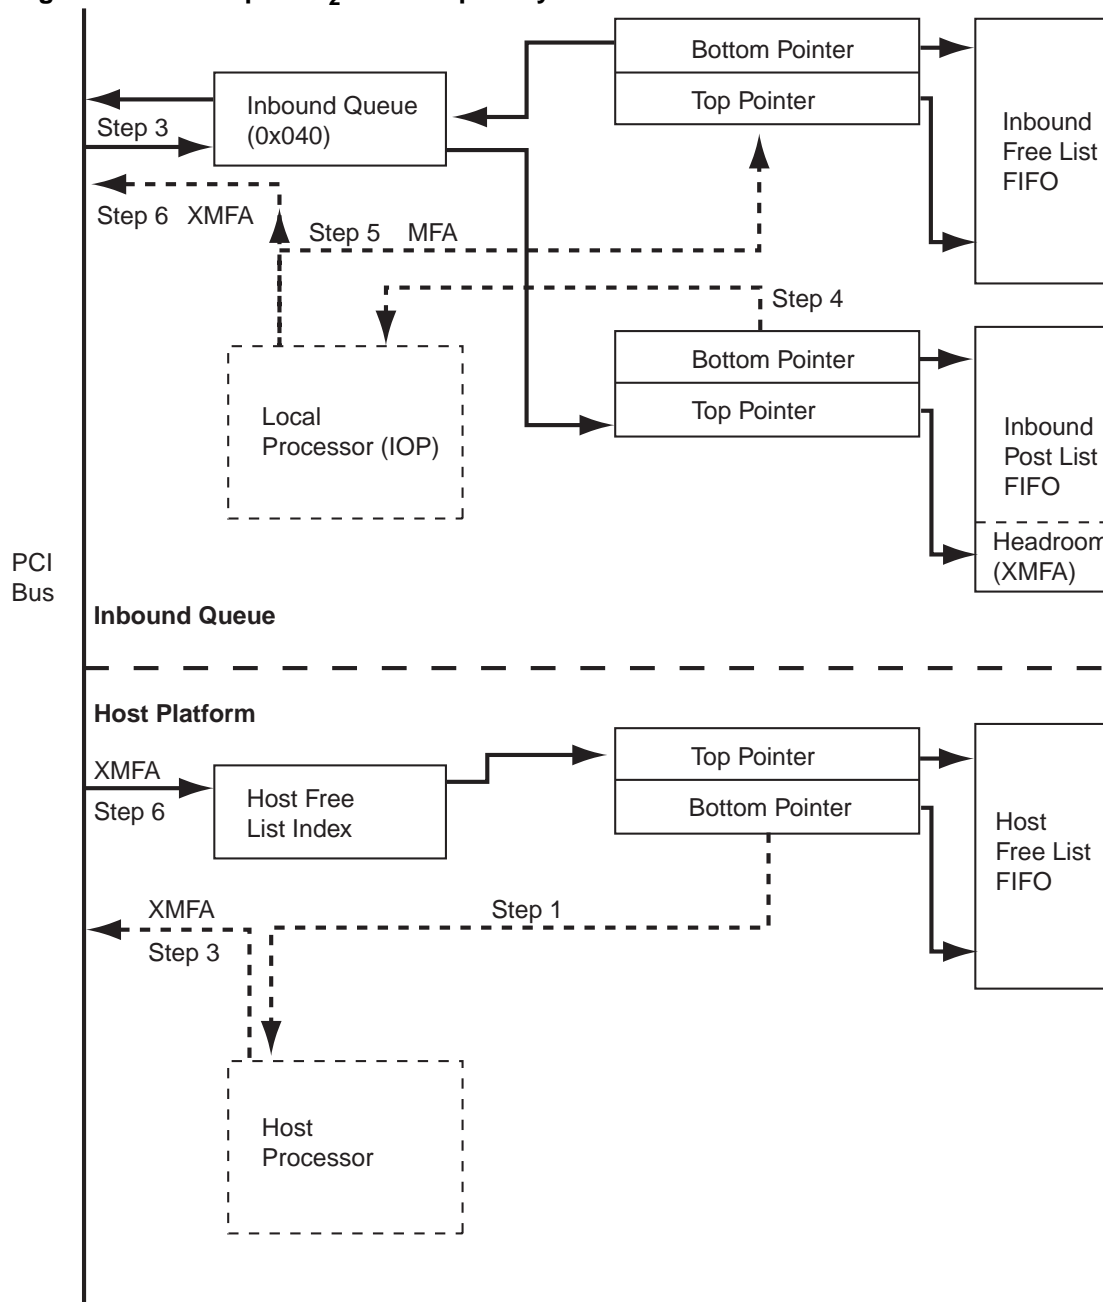 Bottom Pointer
Top Pointer
Inbound
Free List
FIFO
Inbound Queue
(0x040)
Step 3
Step 6 XMFA
Step 5 MFA
Step 4
Bottom Pointer
Top Pointer
Local
Processor (IOP)
Inbound
Post List
FIFO
Headroom
(XMFA)
PCI
Bus
Inbound Queue
Host Platform
XMFA
Step 6
Host Free
List Index
Top Pointer
Bottom Pointer
Host
Free List
FIFO
XMFA
Step 3
Step 1
Host
Processor